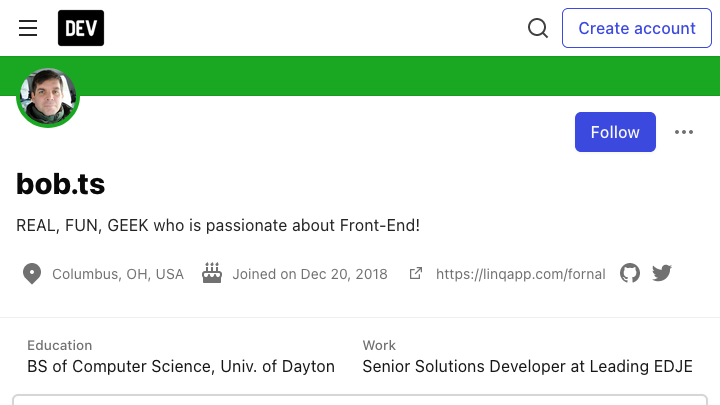 DEV
Create account
Follow
bob.ts
REAL, FUN, GEEK who is passionate about Front-End!
Columbus, OH, USA Joined on Dec 20, 2018 https://linqapp.com/fornal
Education Work
BS of Computer Science, Univ. of Dayton Senior Solutions Developer at Leading EDJE